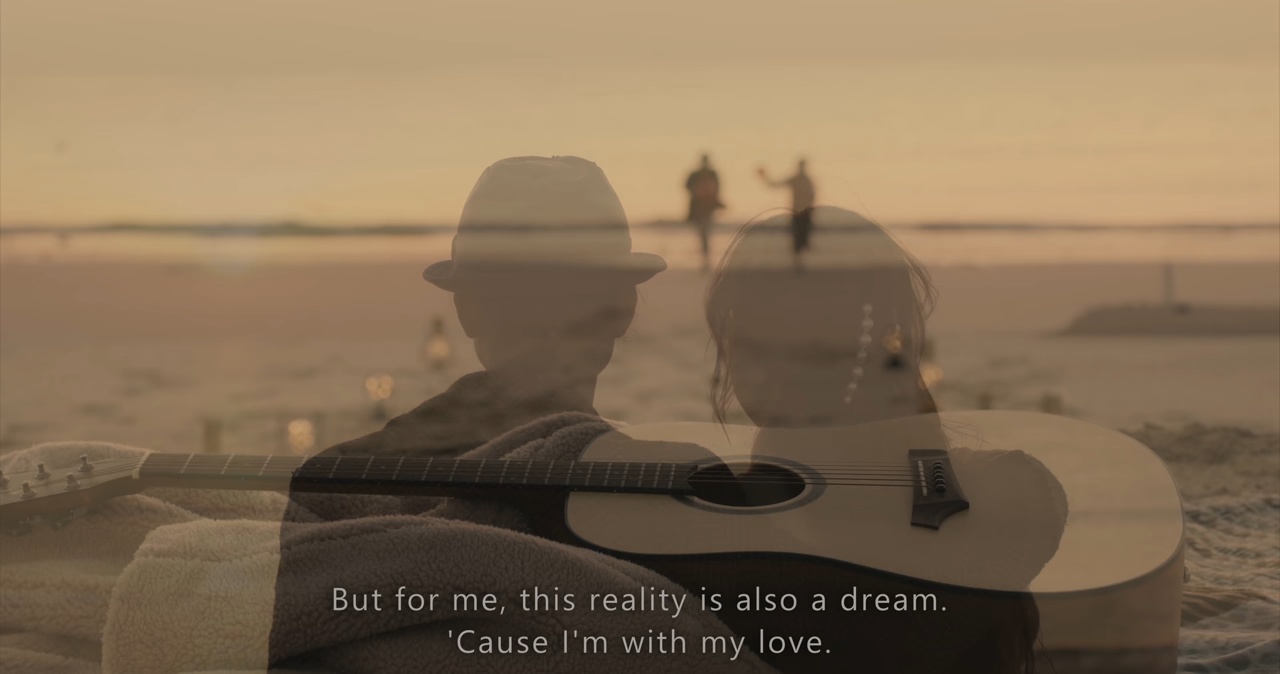 But for me, this reality is also a dream.
'Cause I'm with my love.